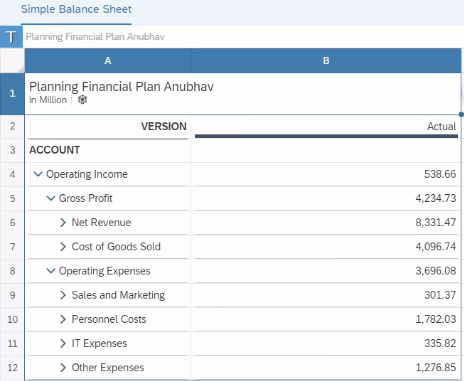 Simple Balance Sheet
T Planning Financial Plan Anubhav
A B
1 Planning Financial Plan Anubhav
in Million
2 VERSION Actual
3 ACCOUNT
4 Operating Income 538.66
5 Gross Profit 4,234.73
6 Net Revenue 8,331.47
7 Cost of Goods Sold 4,096.74
8 Operating Expenses 3,696.08
9 Sales and Marketing 301.37
10 Personnel Costs 1,782.03
11 IT Expenses 335.82
12 Other Expenses 1,276.85